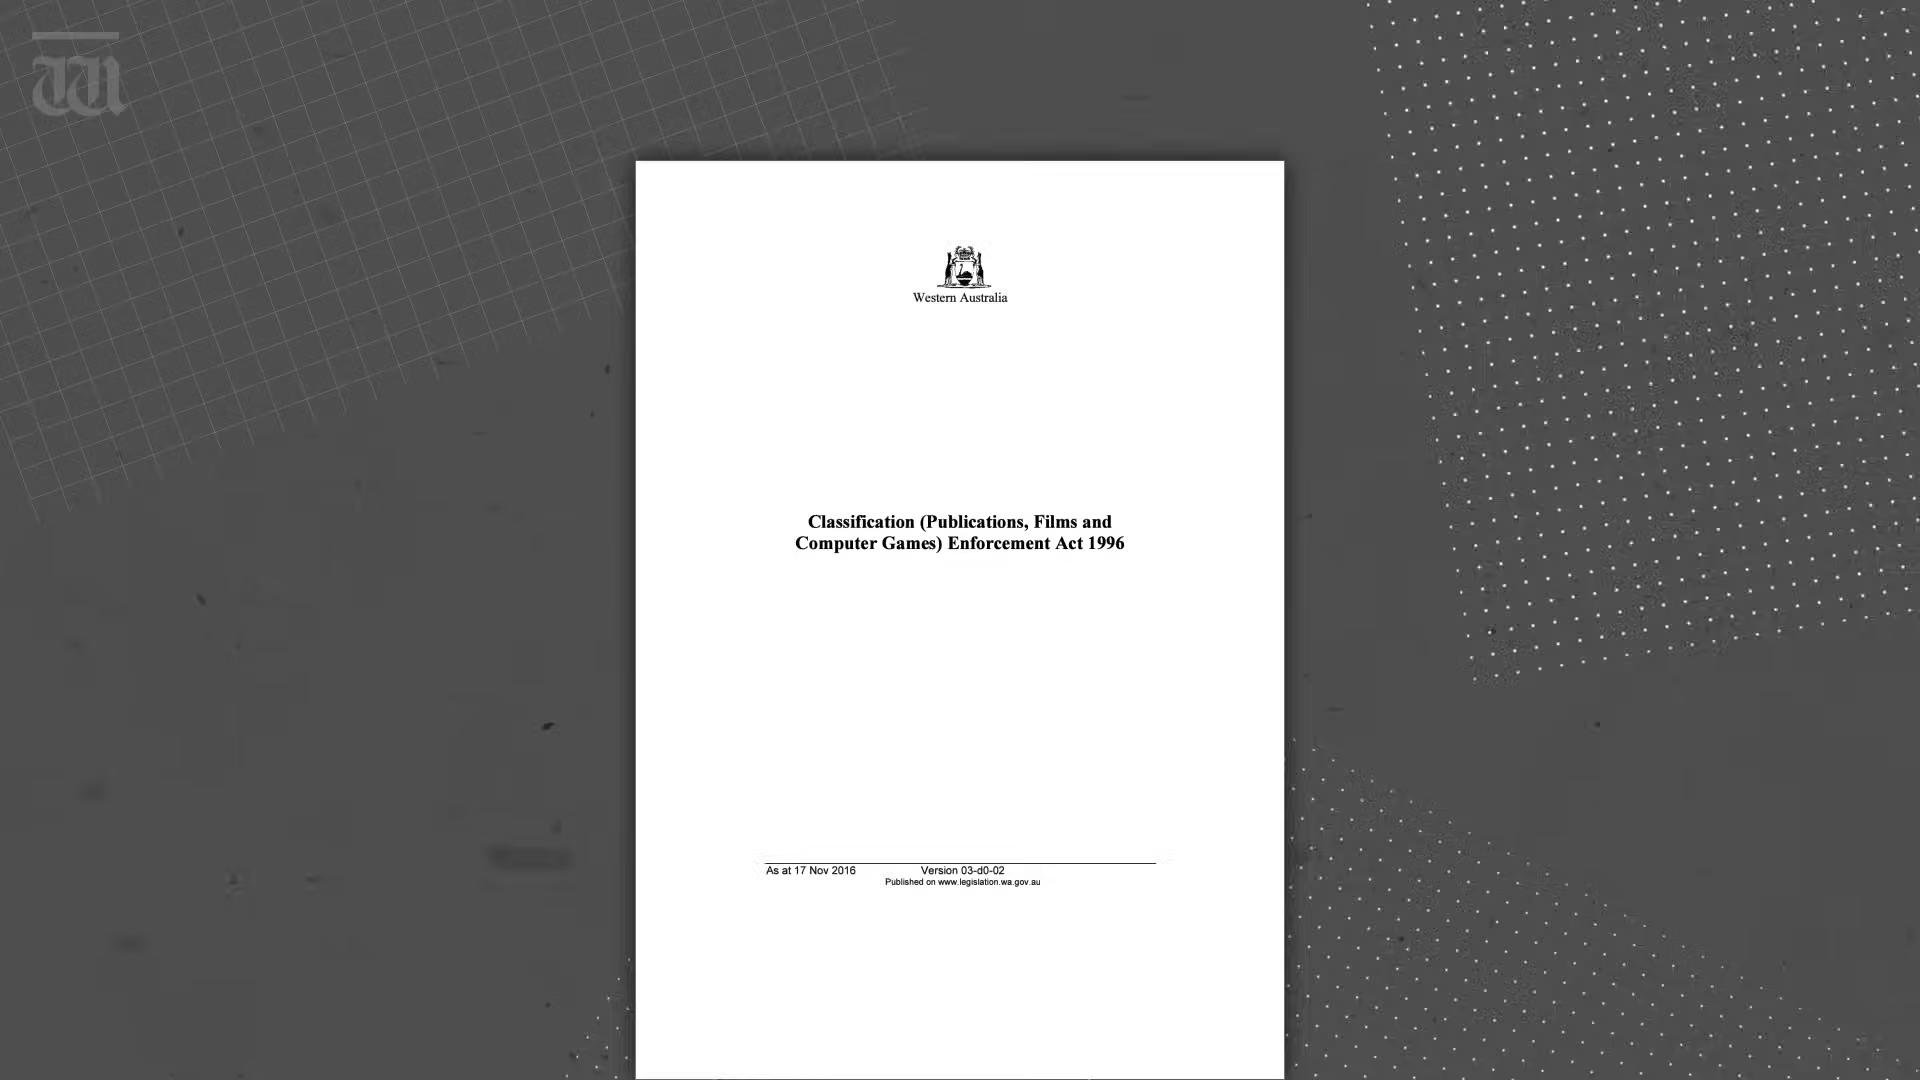 W
Western Australia
Classification (Publications, Films and
Computer Games) Enforcement Act 1996
As at 17 Nov 2016 Version 03-d0-02
Published on www.legislation.wa.gov.au